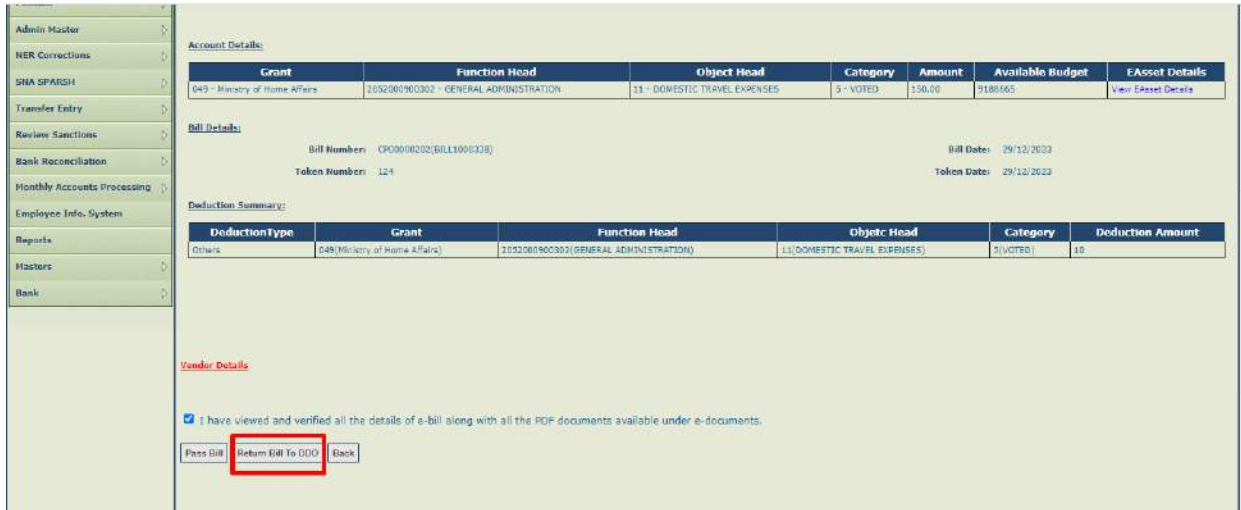 Admin Master
NER Corrections
SNA SPARSH
Transfer Entry
Review Sanctions
Bank Reconciliation
Monthly Accounts Processing
Employee Info. System
Reports
Masters
Bank
Account Details:
Grant Function Head Object Head Category Amount Available Budget EAsset Details
049 - Ministry of Home Affairs 2052000900302 - GENERAL ADMINISTRATION 11 - DOMESTIC TRAVEL EXPENSES 5 - VOTED 150.00 9188665 View EAsset Details
Bill Details:
Bill Number: CPO0000202(BILL1000338) Bill Date: 29/12/2023
Token Number: 124 Token Date: 29/12/2023
Deduction Summary:
DeductionType Grant Function Head Objetc Head Category Deduction Amount
Others 049(Ministry of Home Affairs) 2052000900302(GENERAL ADMINISTRATION) 11(DOMESTIC TRAVEL EXPENSES) 5(VOTED) 10
Vendor Details
I have viewed and verified all the details of e-bill along with all the PDF documents available under e-documents.
Pass Bill Return Bill To DDO Back